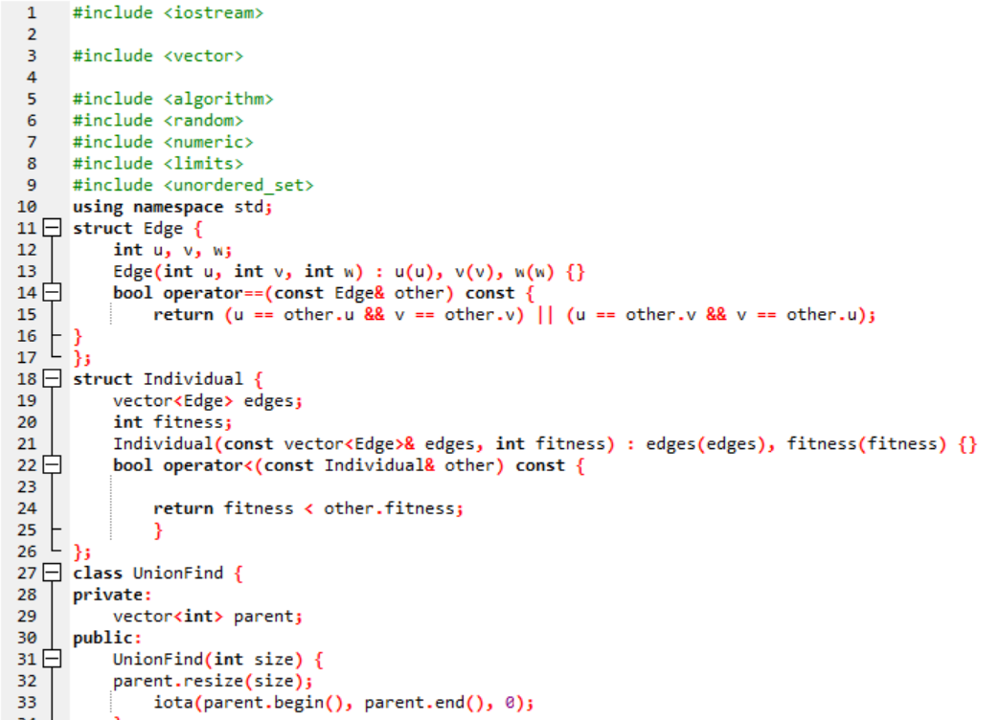 1 #include <iostream>
2
3 #include <vector>
4
5 #include <algorithm>
6 #include <random>
7 #include <numeric>
8 #include <limits>
9 #include <unordered_set>
10 using namespace std;
11 struct Edge {
12     int u, v, w;
13     Edge(int u, int v, int w) : u(u), v(v), w(w) {}
14     bool operator==(const Edge& other) const {
15         return (u == other.u && v == other.v) || (u == other.v && v == other.u);
16 }
17 };
18 struct Individual {
19     vector<Edge> edges;
20     int fitness;
21     Individual(const vector<Edge>& edges, int fitness) : edges(edges), fitness(fitness) {}
22     bool operator<(const Individual& other) const {
23
24         return fitness < other.fitness;
25         }
26 };
27 class UnionFind {
28 private:
29     vector<int> parent;
30 public:
31     UnionFind(int size) {
32     parent.resize(size);
33         iota(parent.begin(), parent.end(), 0);